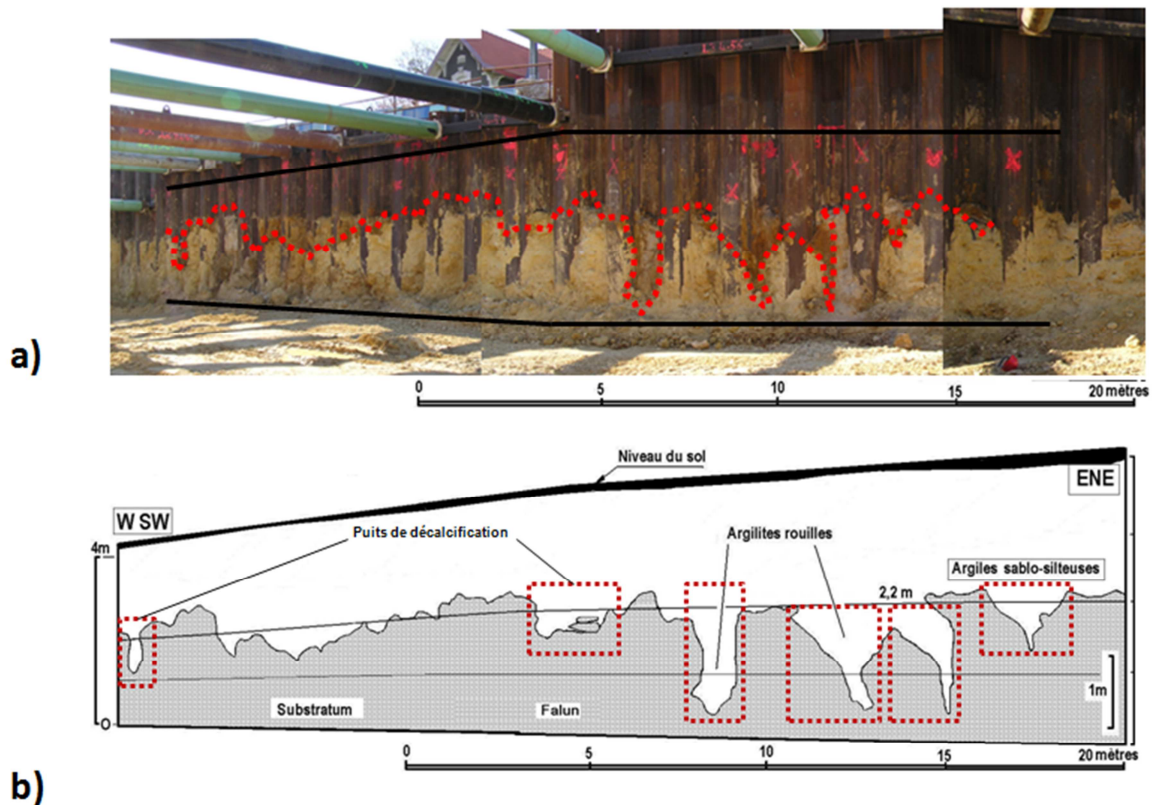 a)
0 5 10 15 20 mètres
Niveau du sol
W SW
ENE
Puits de décalcification
Argilites rouilles
4m
Argiles sablo-silteuses
2,2 m
1m
Substratum
Falun
0
0 5 10 15 20 mètres
b)